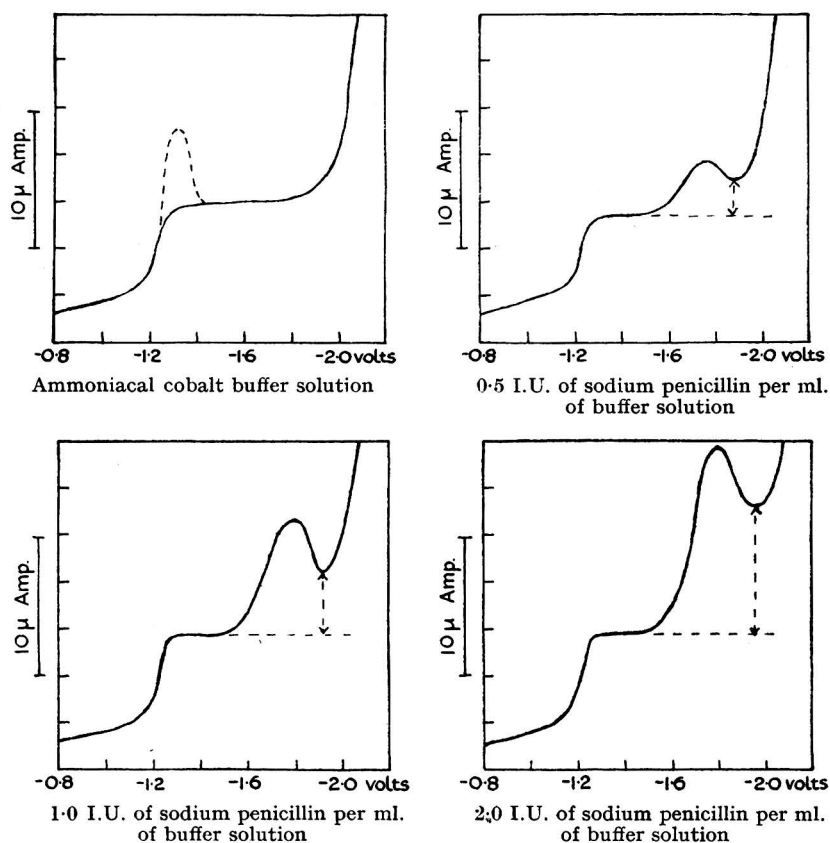 10 μ Amp.
-0.8 -1.2 -1.6 -2.0 volts
Ammoniacal cobalt buffer solution
10 μ Amp.
-0.8 -1.2 -1.6 -2.0 volts
0·5 I.U. of sodium penicillin per ml.
of buffer solution
10 μ Amp.
-0.8 -1.2 -1.6 -2.0 volts
1·0 I.U. of sodium penicillin per ml.
of buffer solution
10 μ Amp.
-0.8 -1.2 -1.6 -2.0 volts
2;0 I.U. of sodium penicillin per ml.
of buffer solution